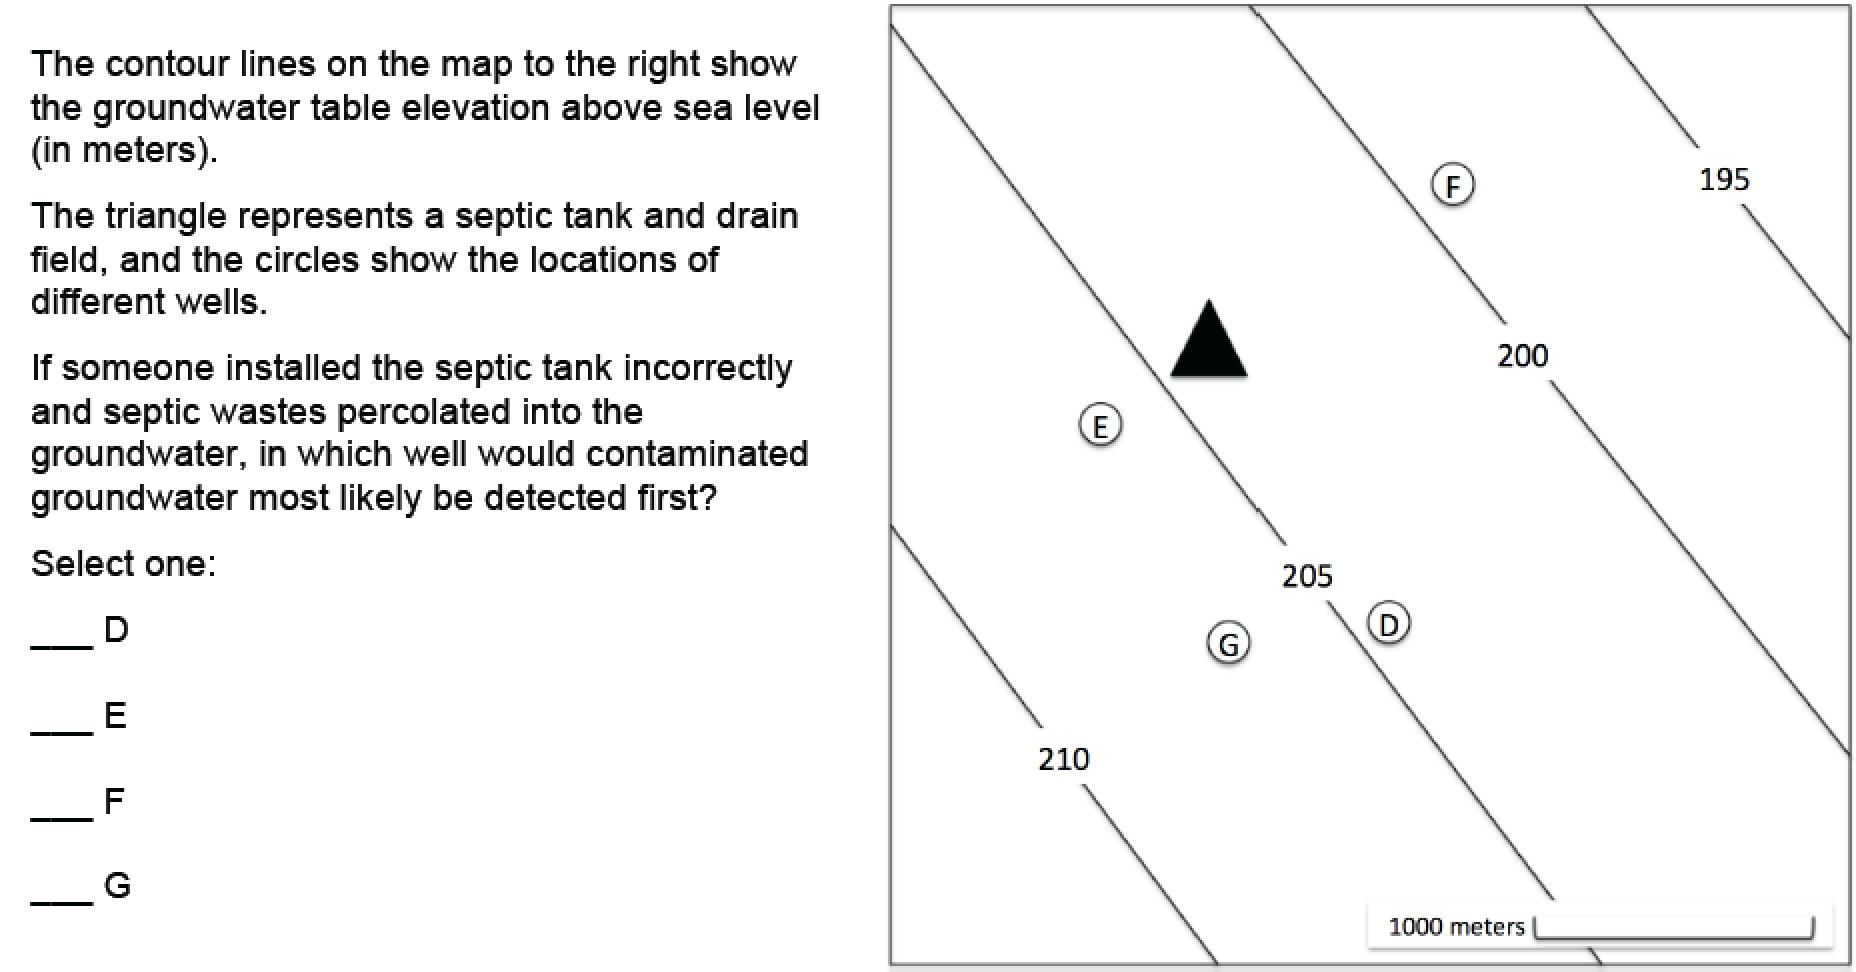 The contour lines on the map to the right show
the groundwater table elevation above sea level
(in meters).
The triangle represents a septic tank and drain
field, and the circles show the locations of
different wells.
If someone installed the septic tank incorrectly
and septic wastes percolated into the
groundwater, in which well would contaminated
groundwater most likely be detected first?
Select one:
___ D
___ E
___ F
___ G
195
F
200
E
205
D
G
210
1000 meters